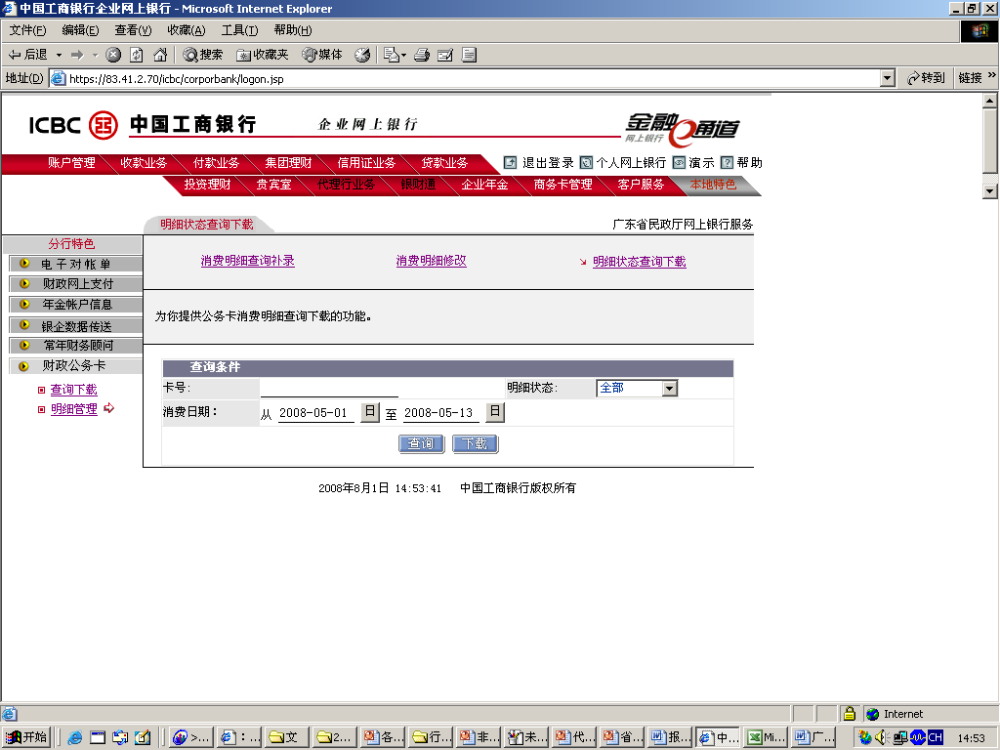 中国工商银行企业网上银行 - Microsoft Internet Explorer
文件(F) 编辑(E) 查看(V) 收藏(A) 工具(T) 帮助(H)
后退 搜索 收藏夹 媒体
地址(D) https://83.41.2.70/icbc/corporbank/logon.jsp 转到 链接 »
ICBC 中国工商银行 企业网上银行 金融e通道
网上银行
账户管理 收款业务 付款业务 集团理财 信用证业务 贷款业务 退出登录 个人网上银行 演示 帮助
投资理财 贵宾室 代理行业务 银财通 企业年金 商务卡管理 客户服务 本地特色
明细状态查询下载 广东省民政厅网上银行服务
分行特色
电子对帐单
财政网上支付
年金帐户信息
银企数据传送
常年财务顾问
财政公务卡
查询下载
明细管理
消费明细查询补录 消费明细修改 明细状态查询下载
为你提供公务卡消费明细查询下载的功能。
查询条件
卡号: 明细状态: 全部
消费日期: 从 2008-05-01 日 至 2008-05-13 日
查询 下载
2008年8月1日 14:53:41 中国工商银行版权所有
Internet
开始 >... : ... 文... 2... 各... 行... 非... 未... 代... 省... 报... 中... Mi... 广... CH 14:53